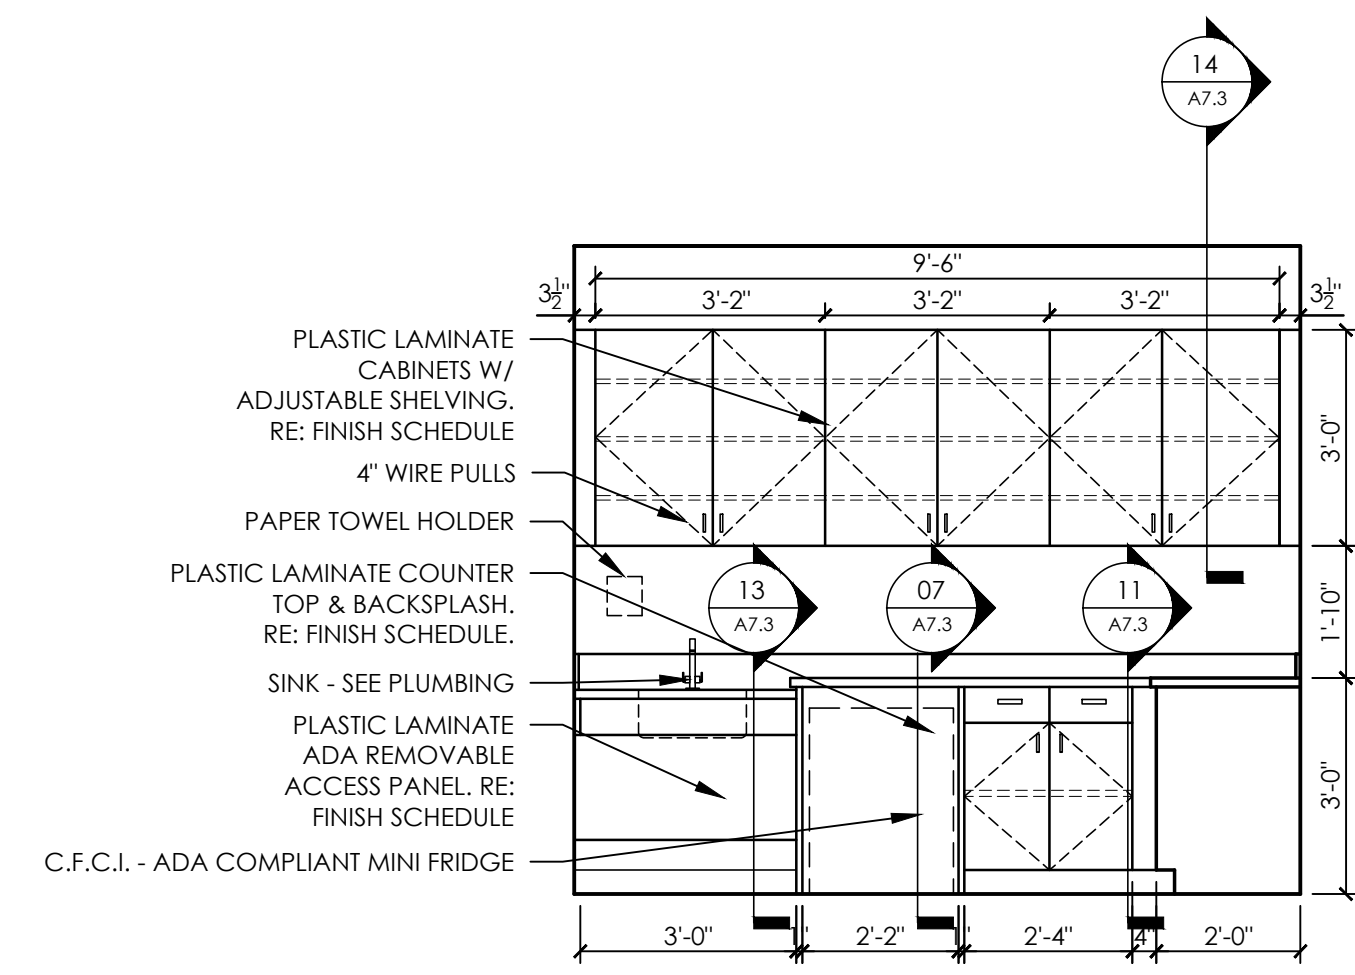 14
A7.3
9'-6"
3½"
3'-2"
3'-2"
3'-2"
3½"
PLASTIC LAMINATE
CABINETS W/
ADJUSTABLE SHELVING.
RE: FINISH SCHEDULE
3'-0"
4" WIRE PULLS
PAPER TOWEL HOLDER
PLASTIC LAMINATE COUNTER
TOP & BACKSPLASH.
RE: FINISH SCHEDULE.
13
A7.3
07
A7.3
11
A7.3
1'-10"
SINK - SEE PLUMBING
PLASTIC LAMINATE
ADA REMOVABLE
ACCESS PANEL. RE:
FINISH SCHEDULE
3'-0"
C.F.C.I. - ADA COMPLIANT MINI FRIDGE
3'-0"
2'-2"
2'-4"
4"
2'-0"